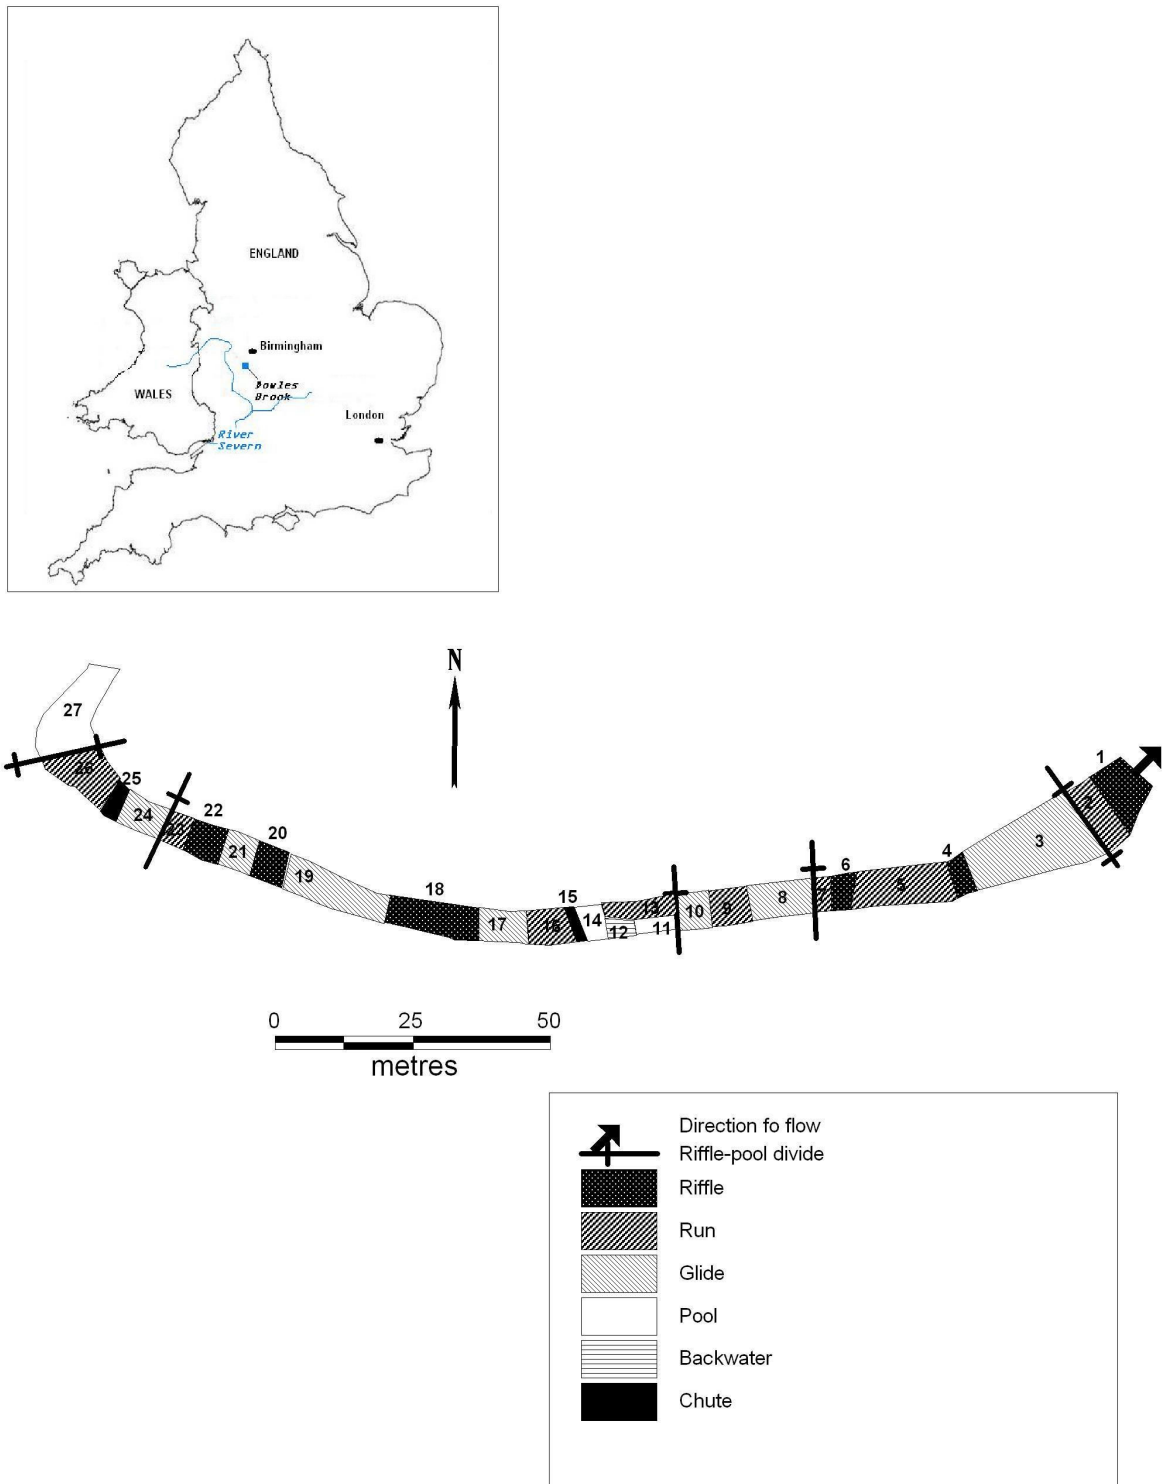 ENGLAND
Birmingham
Dowles
Brook
WALES
London
River
Severn
N
27
26
25
24
23
22
21
20
19
18
17
16
15
14
13
12
11
10
9
8
7
6
5
4
3
2
1
0 25 50
metres
Direction fo flow
Riffle-pool divide
Riffle
Run
Glide
Pool
Backwater
Chute